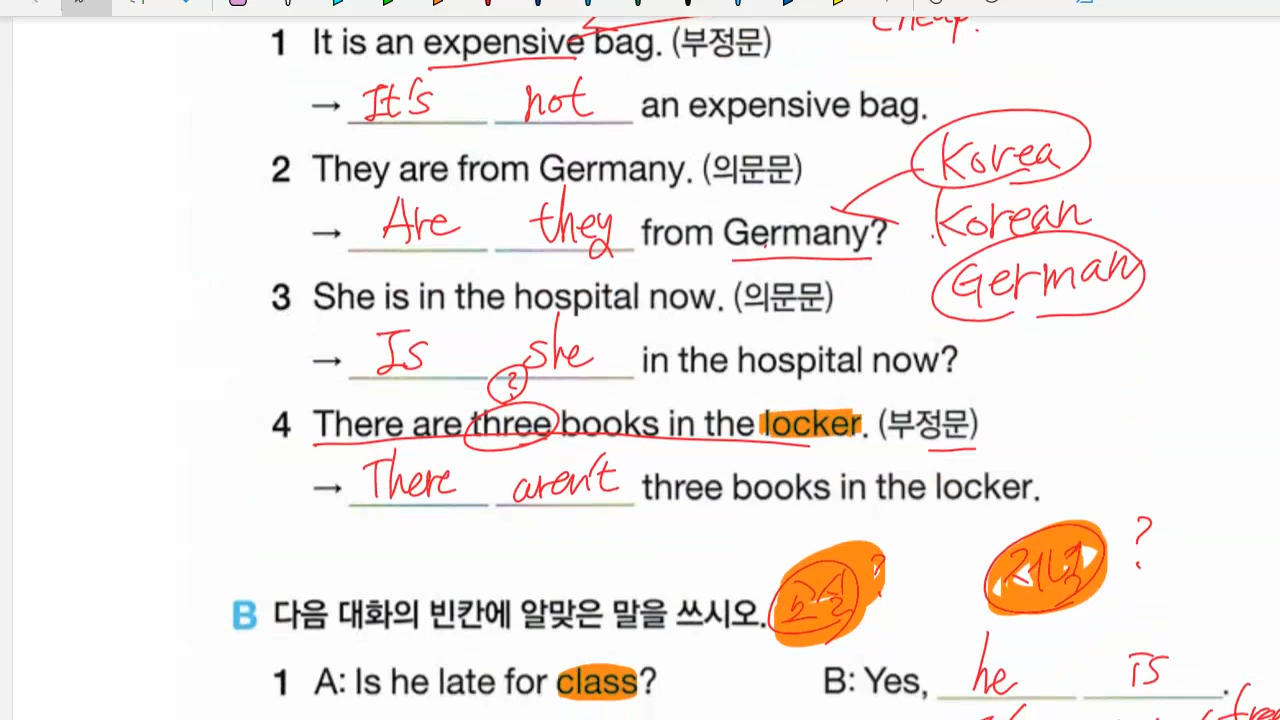 cheap.
1 It is an expensive bag. (부정문)
→ It's not an expensive bag.
Korea
2 They are from Germany. (의문문)
Korean
→ Are they from Germany?
German
3 She is in the hospital now. (의문문)
→ Is she in the hospital now?
?
4 There are three books in the locker. (부정문)
→ There aren't three books in the locker.
교실? 저녁?
B 다음 대화의 빈칸에 알맞은 말을 쓰시오.
1 A: Is he late for class? B: Yes, he is.